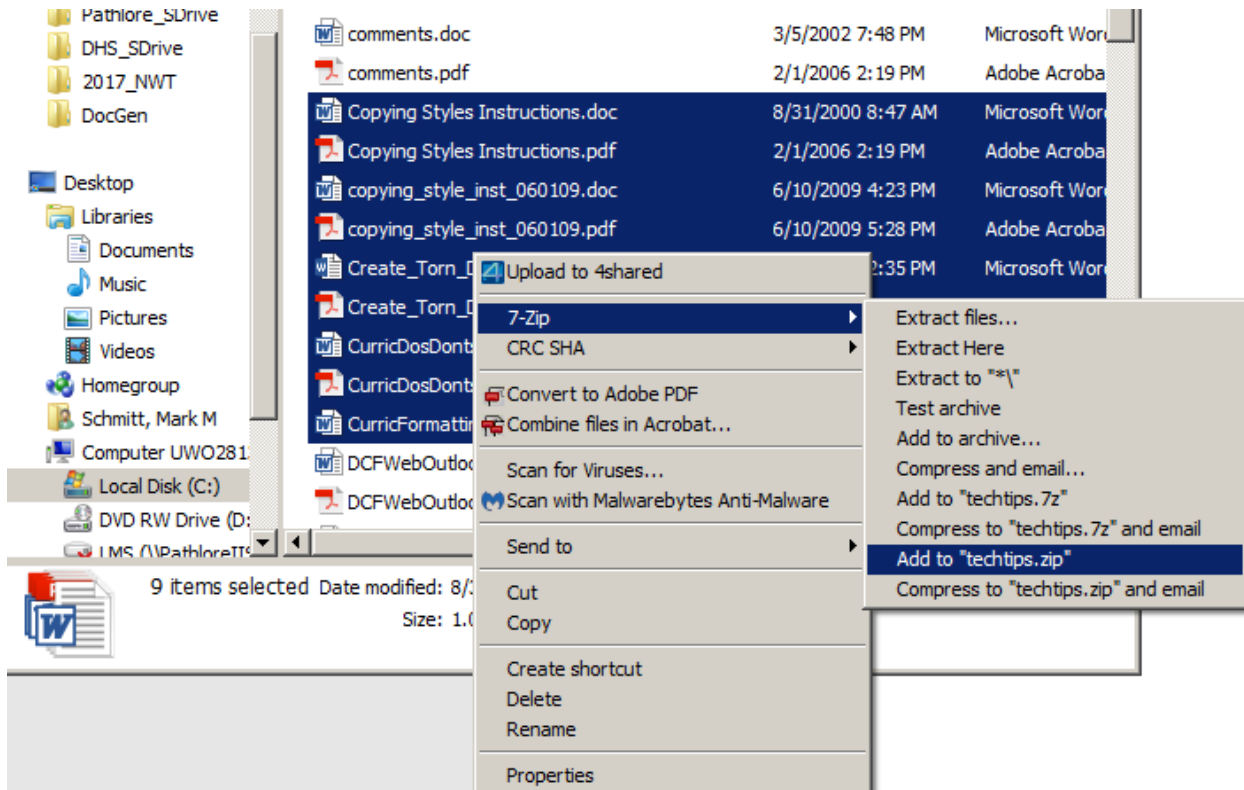 Pathlore_SDrive
DHS_SDrive
2017_NWT
DocGen
Desktop
Libraries
Documents
Music
Pictures
Videos
Homegroup
Schmitt, Mark M
Computer UWO281
Local Disk (C:)
DVD RW Drive (D:
LMS (\\PathloreIIS
comments.doc 3/5/2002 7:48 PM Microsoft Wor
comments.pdf 2/1/2006 2:19 PM Adobe Acroba
Copying Styles Instructions.doc 8/31/2000 8:47 AM Microsoft Wor
Copying Styles Instructions.pdf 2/1/2006 2:19 PM Adobe Acroba
copying_style_inst_060109.doc 6/10/2009 4:23 PM Microsoft Wor
copying_style_inst_060109.pdf 6/10/2009 5:28 PM Adobe Acroba
Create_Torn_D 2:35 PM Microsoft Wor
Create_Torn_D
CurricDosDonts
CurricDosDonts
CurricFormattin
DCFWebOutloo
DCFWebOutloo
9 items selected Date modified: 8/3
Size: 1.0
Upload to 4shared
7-Zip
CRC SHA
Convert to Adobe PDF
Combine files in Acrobat...
Scan for Viruses...
Scan with Malwarebytes Anti-Malware
Send to
Cut
Copy
Create shortcut
Delete
Rename
Properties
Extract files...
Extract Here
Extract to "*\"
Test archive
Add to archive...
Compress and email...
Add to "techtips.7z"
Compress to "techtips.7z" and email
Add to "techtips.zip"
Compress to "techtips.zip" and email